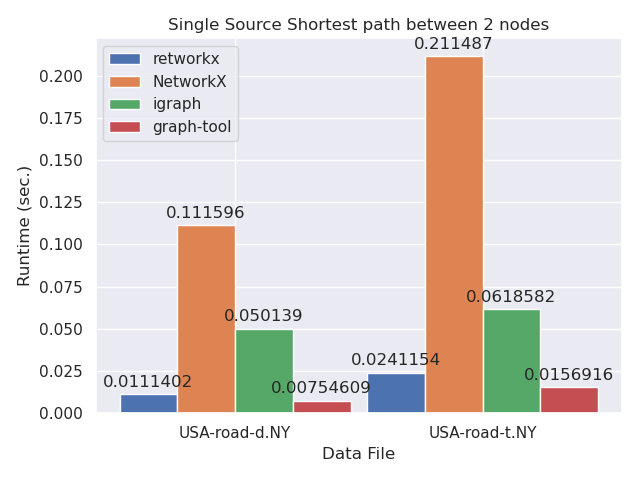 Single Source Shortest path between 2 nodes
retworkx
NetworkX
igraph
graph-tool
Runtime (sec.)
0.200
0.175
0.150
0.125
0.100
0.075
0.050
0.025
0.000
0.0111402
0.111596
0.050139
0.00754609
0.0241154
0.211487
0.0618582
0.0156916
USA-road-d.NY
USA-road-t.NY
Data File